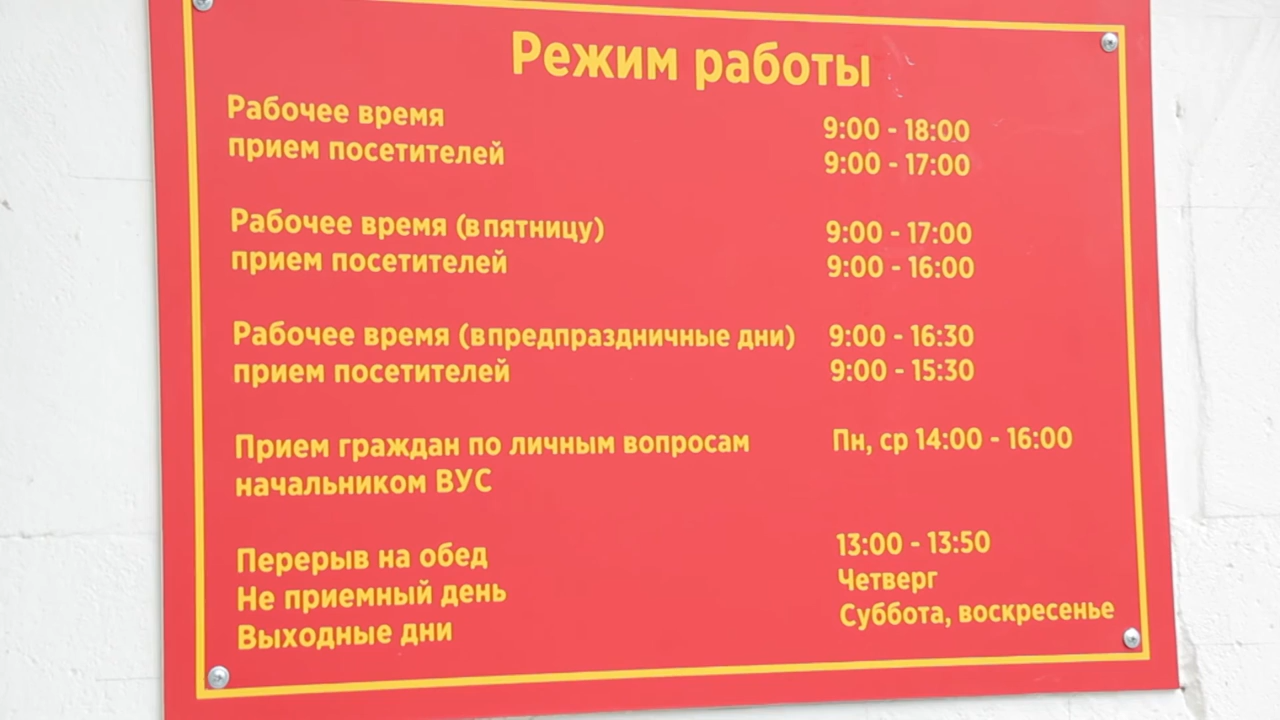 Режим работы
Рабочее время 9:00 - 18:00
прием посетителей 9:00 - 17:00
Рабочее время (в пятницу) 9:00 - 17:00
прием посетителей 9:00 - 16:00
Рабочее время (в предпраздничные дни) 9:00 - 16:30
прием посетителей 9:00 - 15:30
Прием граждан по личным вопросам Пн, ср 14:00 - 16:00
начальником ВУС
Перерыв на обед 13:00 - 13:50
Не приемный день Четверг
Выходные дни Суббота, воскресенье